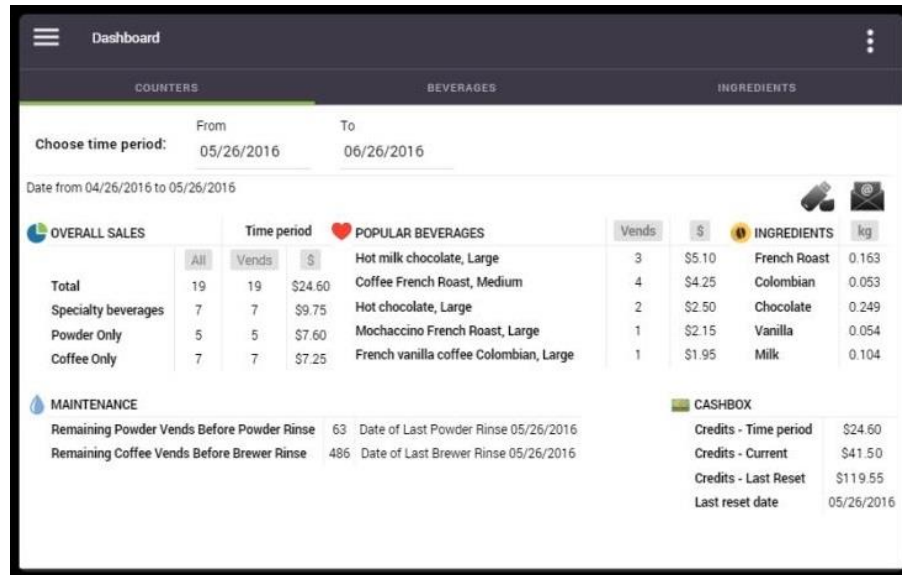 Dashboard
COUNTERS BEVERAGES INGREDIENTS
From To
Choose time period: 05/26/2016 06/26/2016
Date from 04/26/2016 to 05/26/2016
OVERALL SALES Time period POPULAR BEVERAGES Vends $ INGREDIENTS kg
All Vends $ Hot milk chocolate, Large 3 $5.10 French Roast 0.163
Total 19 19 $24.60 Coffee French Roast, Medium 4 $4.25 Colombian 0.053
Specialty beverages 7 7 $9.75 Hot chocolate, Large 2 $2.50 Chocolate 0.249
Powder Only 5 5 $7.60 Mochaccino French Roast, Large 1 $2.15 Vanilla 0.054
Coffee Only 7 7 $7.25 French vanilla coffee Colombian, Large 1 $1.95 Milk 0.104
MAINTENANCE CASHBOX
Remaining Powder Vends Before Powder Rinse 63 Date of Last Powder Rinse 05/26/2016 Credits - Time period $24.60
Remaining Coffee Vends Before Brewer Rinse 486 Date of Last Brewer Rinse 05/26/2016 Credits - Current $41.50
Credits - Last Reset $119.55
Last reset date 05/26/2016